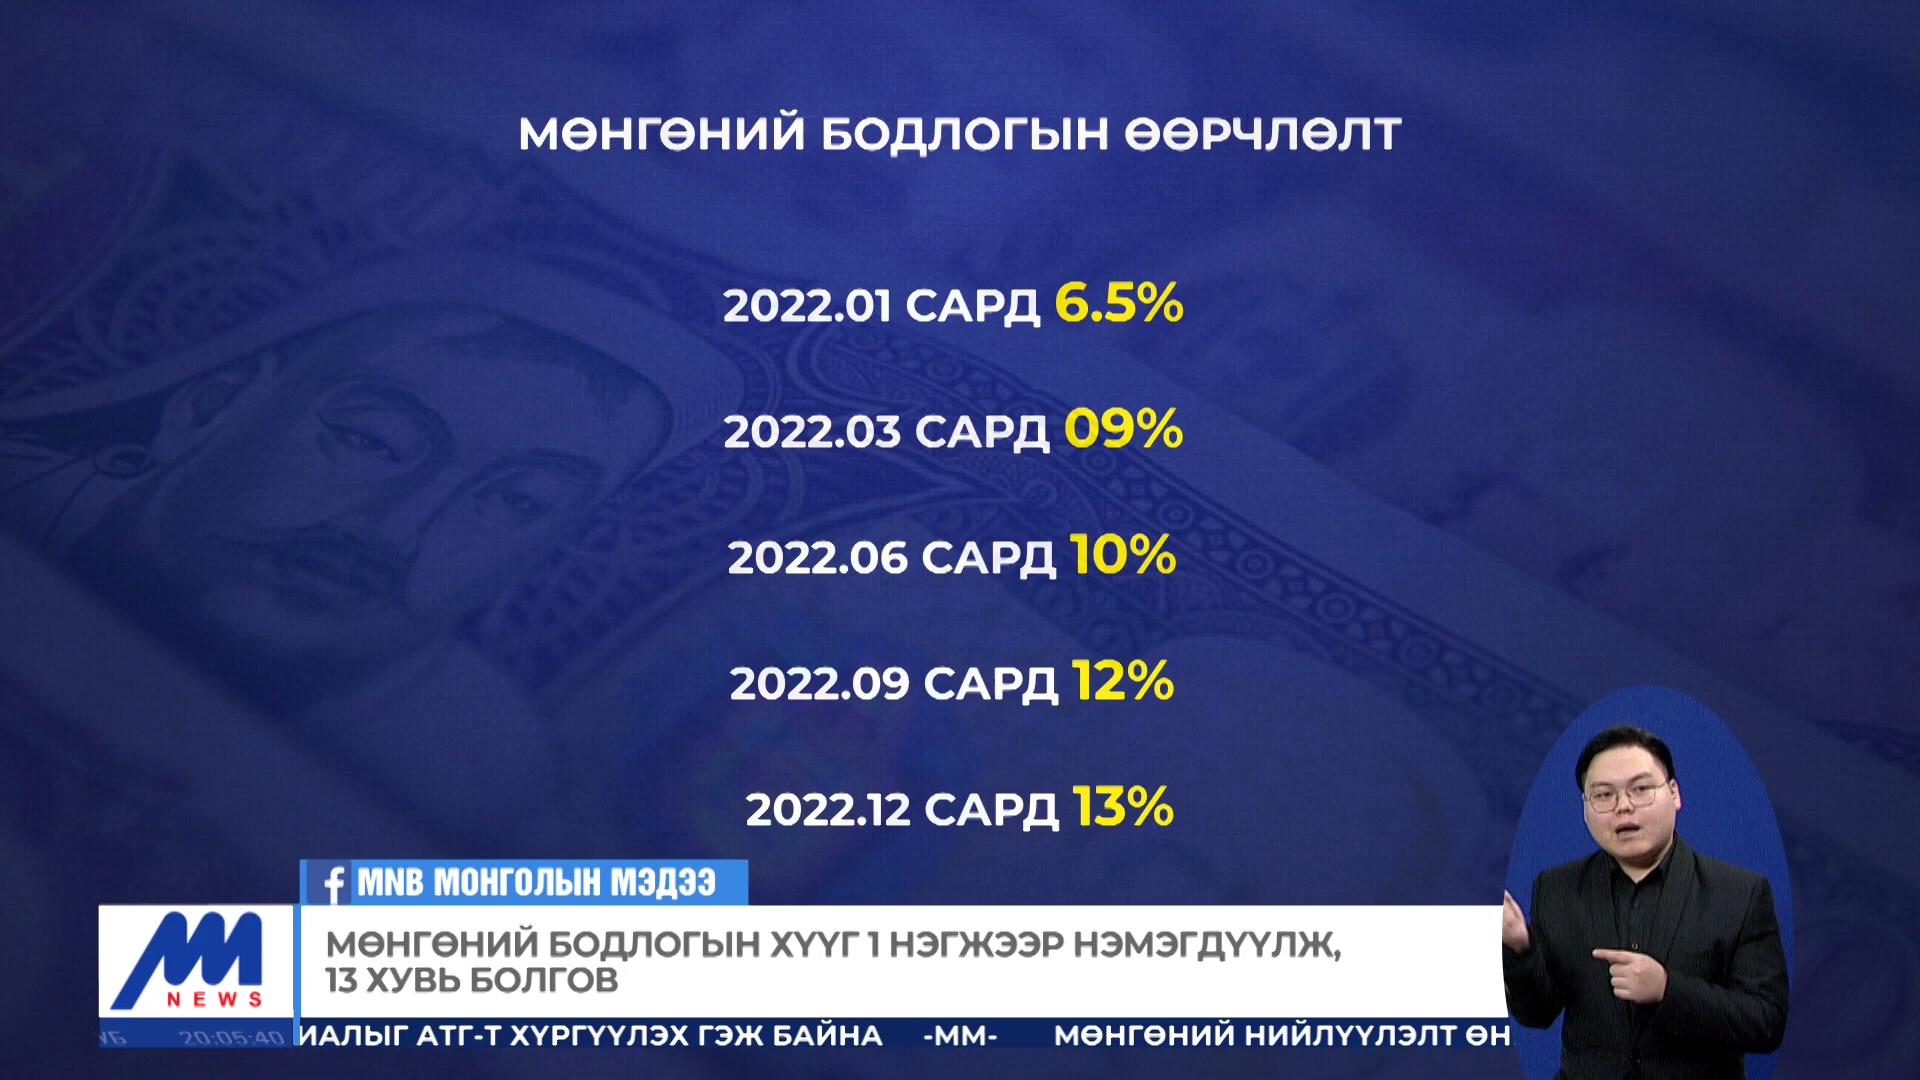 МӨНГӨНИЙ БОДЛОГЫН ӨӨРЧЛӨЛТ
2022.01 САРД 6.5%
2022.03 САРД 09%
2022.06 САРД 10%
2022.09 САРД 12%
2022.12 САРД 13%
f MNB МОНГОЛЫН МЭДЭЭ
МӨНГӨНИЙ БОДЛОГЫН ХҮҮГ 1 НЭГЖЭЭР НЭМЭГДҮҮЛЖ,
13 ХУВЬ БОЛГОВ
NEWS
УБ 20:05:40 ИАЛЫГ АТГ-Т ХҮРГҮҮЛЭХ ГЭЖ БАЙНА -ММ- МӨНГӨНИЙ НИЙЛҮҮЛЭЛТ ӨН